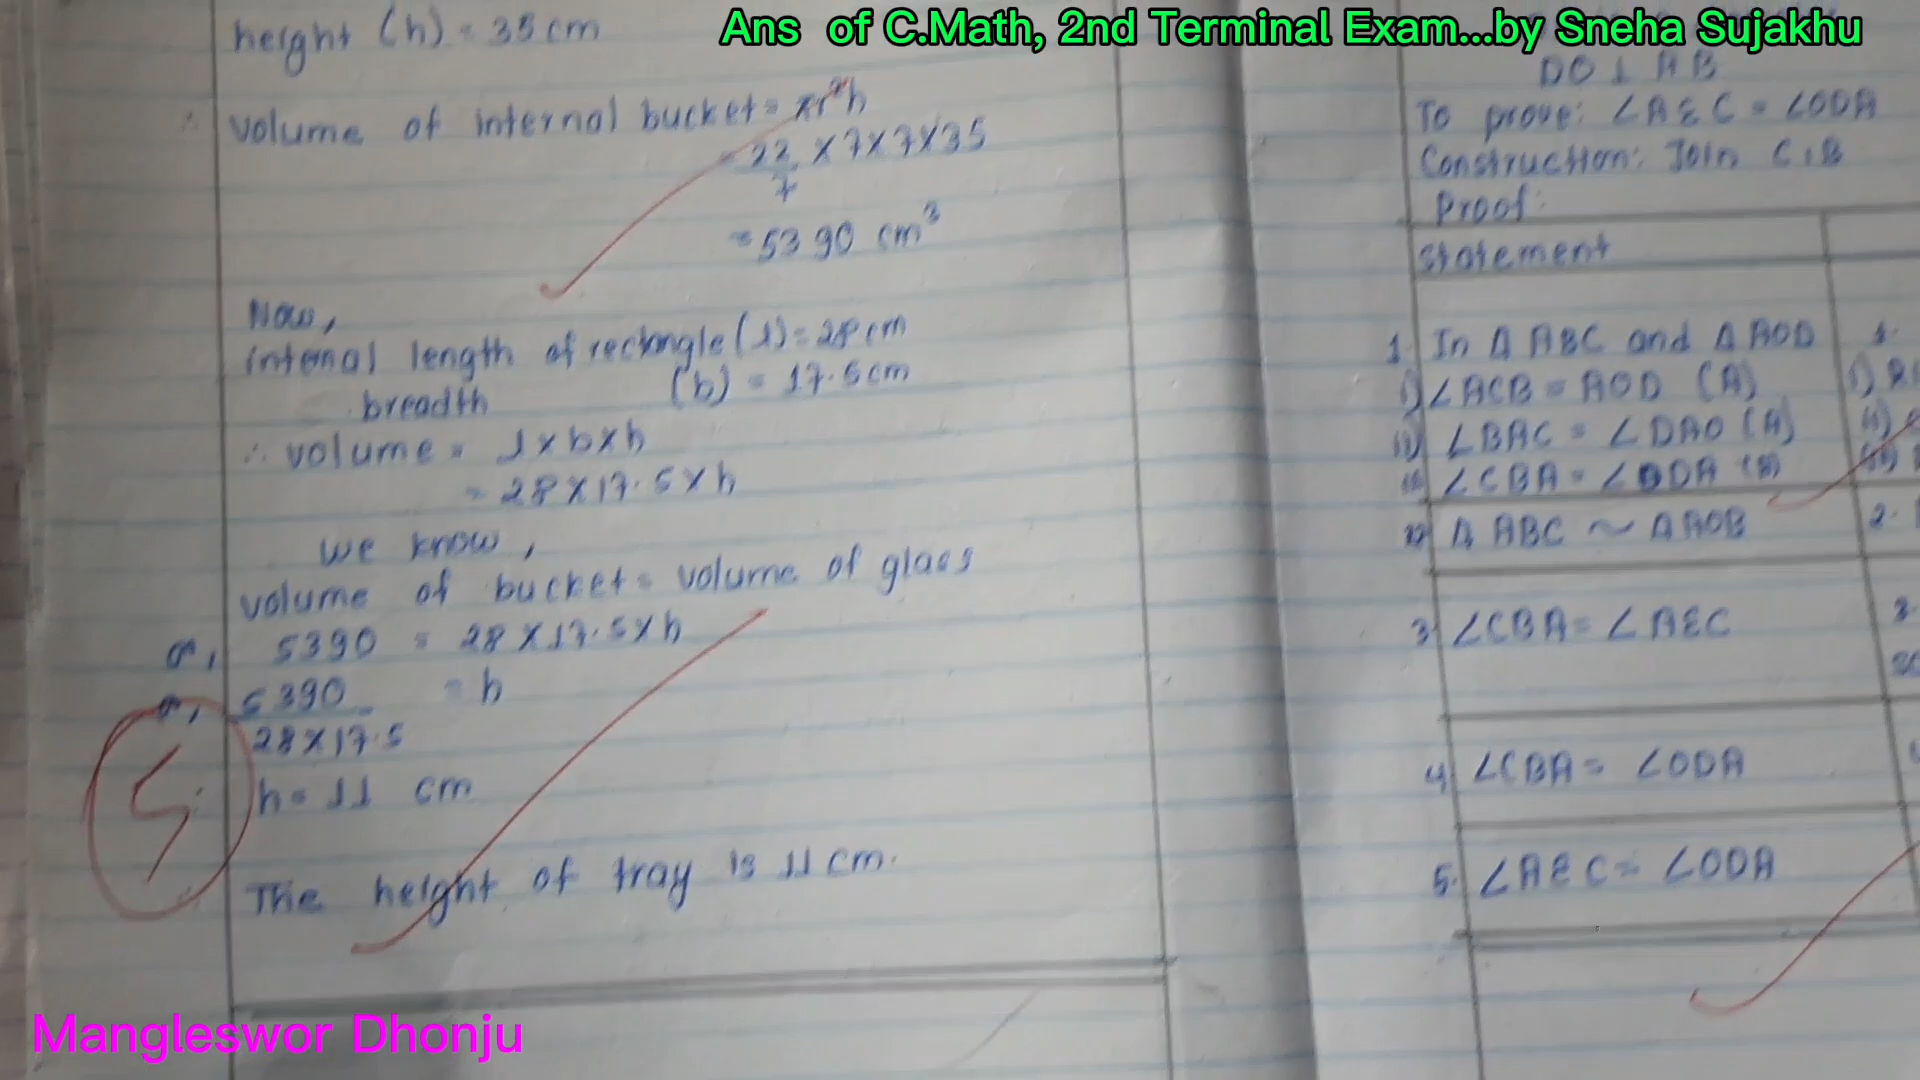 Ans of C.Math, 2nd Terminal Exam...by Sneha Sujakhu
height (h) = 35 cm
∴ volume of internal bucket = πr²h
= 22/7 × 7 × 7 × 35
= 5390 cm³
Now,
internal length of rectangle (l) = 28 cm
breadth (b) = 17.5 cm
∴ volume = l × b × h
= 28 × 17.5 × h
we know,
volume of bucket = volume of glass
or, 5390 = 28 × 17.5 × h
or, 5390 / 28 × 17.5 = h
h = 11 cm
The height of tray is 11 cm.
5
DO ⊥ AB
To prove: ∠AEC = ∠ODA
Construction: Join C,B
Proof:
statement
1. In Δ ABC and Δ AOD
i) ∠ACB = AOD (A)
ii) ∠BAC = ∠DAO (A)
iii) ∠CBA = ∠ODA (A)
2. Δ ABC ~ Δ AOB
3. ∠CBA = ∠AEC
4. ∠CBA = ∠ODA
5. ∠AEC = ∠ODA
1.
i)
2.
3.
Mangleswor Dhonju